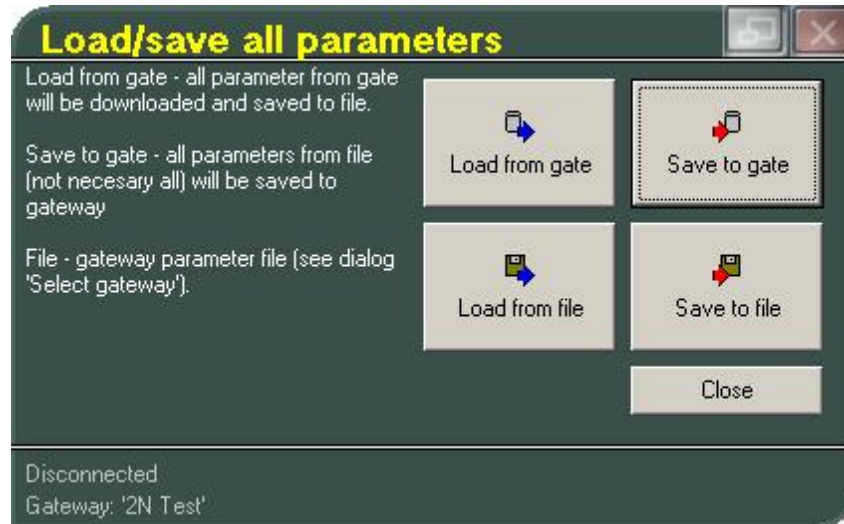 Load/save all parameters
Load from gate - all parameter from gate
will be downloaded and saved to file.
Save to gate - all parameters from file
(not necesary all) will be saved to
gateway
File - gateway parameter file (see dialog
'Select gateway').
Load from gate
Save to gate
Load from file
Save to file
Close
Disconnected
Gateway: '2N Test'